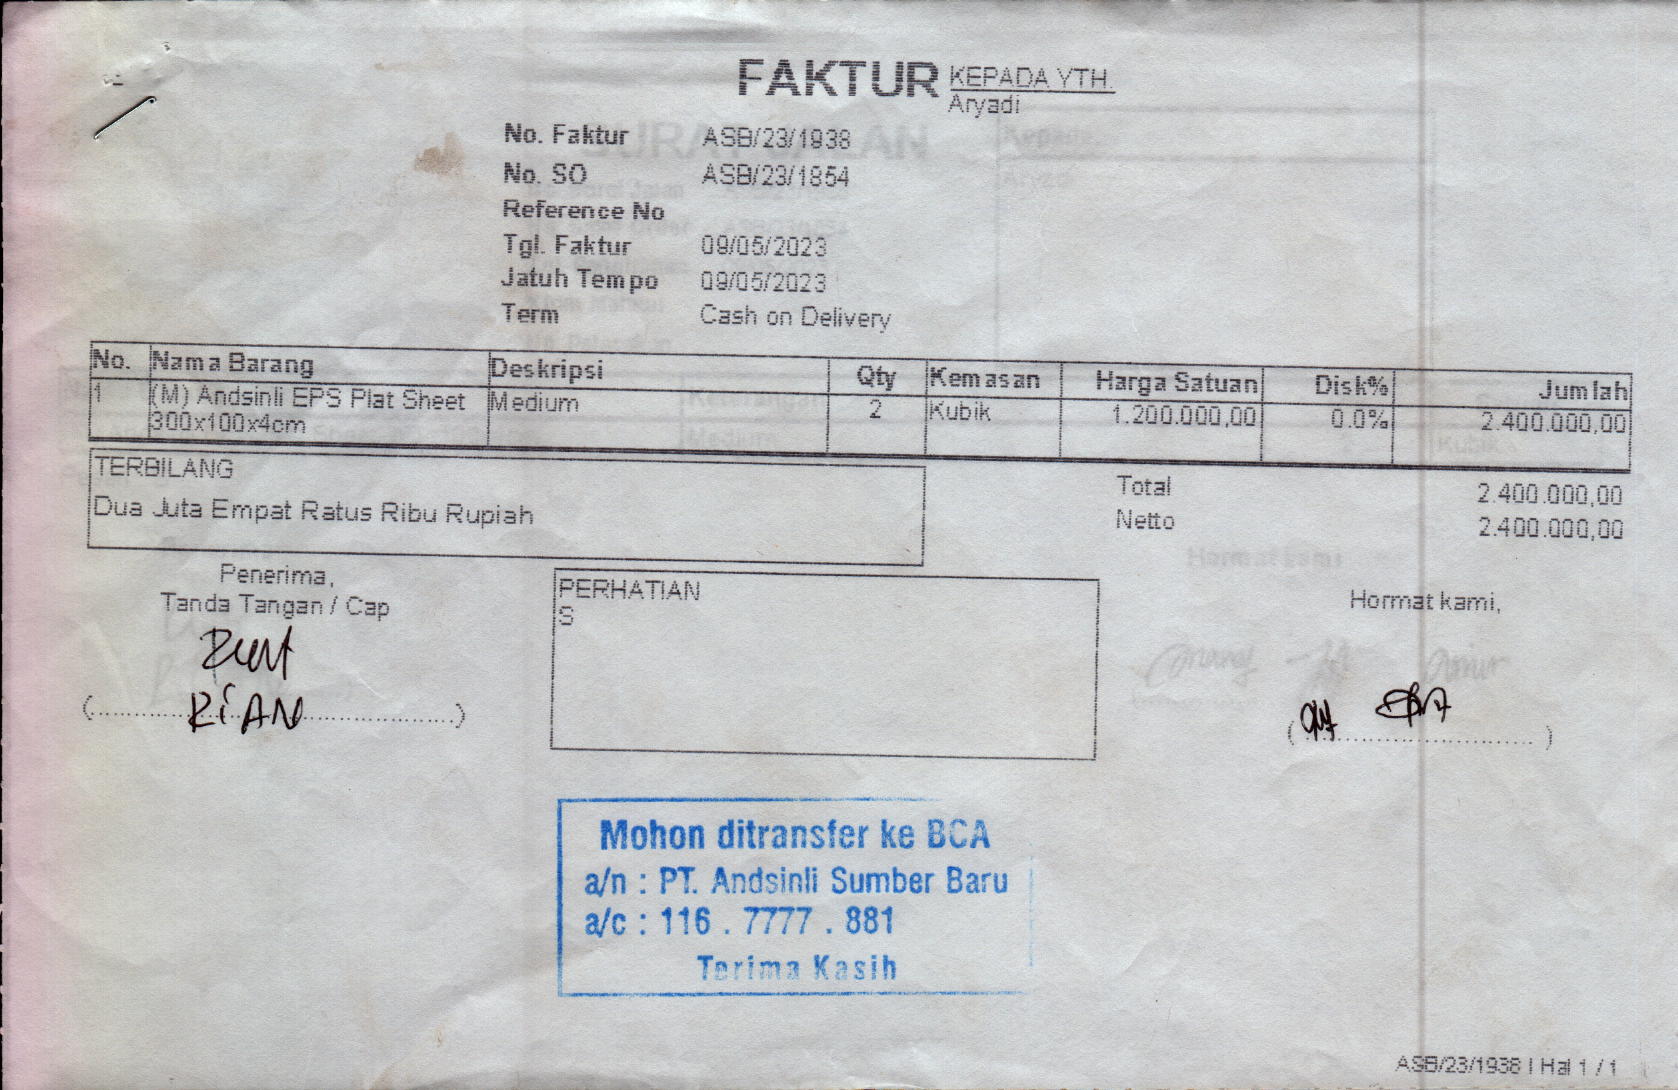 FAKTUR
KEPADA YTH.
Aryadi
No. Faktur ASB/23/1938
No. SO ASB/23/1854
Reference No
Tgl. Faktur 09/05/2023
Jatuh Tempo 09/05/2023
Term Cash on Delivery
No. Nama Barang Deskripsi Qty Kemasan Harga Satuan Disk% Jumlah
1 (M) Andsinli EPS Plat Sheet Medium 2 Kubik 1.200.000,00 0.0% 2.400.000,00
300x100x4cm
TERBILANG
Dua Juta Empat Ratus Ribu Rupiah
Total 2.400.000,00
Netto 2.400.000,00
Penerima,
Tanda Tangan / Cap
RiAN
PERHATIAN
S
Hormat kami,
Mohon ditransfer ke BCA
a/n : PT. Andsinli Sumber Baru
a/c : 116 . 7777 . 881
Terima Kasih
ASB/23/1938 | Hal 1 / 1